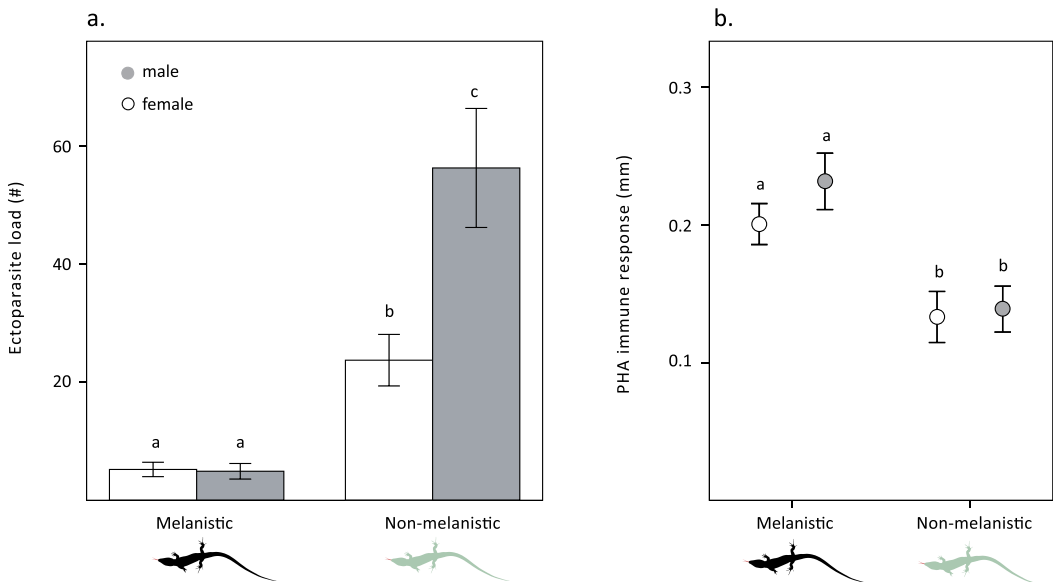 a.
male
female
Ectoparasite load (#)
60
40
20
a
a
b
c
Melanistic
Non-melanistic
b.
PHA immune response (mm)
0.3
0.2
0.1
a
a
b
b
Melanistic
Non-melanistic